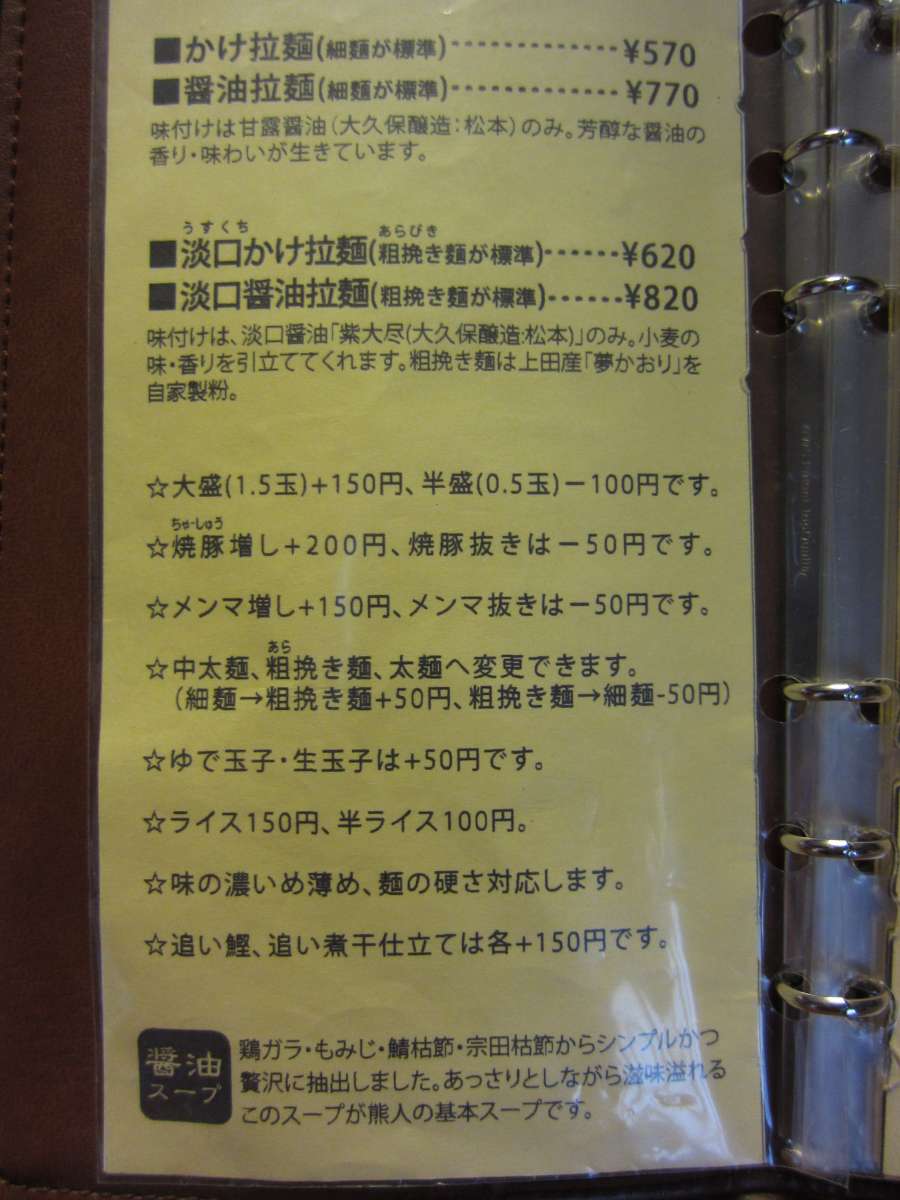 ■かけ拉麺(細麺が標準)‥‥‥‥‥‥‥¥570
■醤油拉麺(細麺が標準)‥‥‥‥‥‥‥¥770
味付けは甘露醤油(大久保醸造:松本)のみ。芳醇な醤油の
香り・味わいが生きています。
うすくち あらびき
■淡口かけ拉麺(粗挽き麺が標準)‥‥‥¥620
■淡口醤油拉麺(粗挽き麺が標準)‥‥‥¥820
味付けは、淡口醤油「紫大尽(大久保醸造:松本)」のみ。小麦の
味・香りを引立ててくれます。粗挽き麺は上田産「夢かおり」を
自家製粉。
☆大盛(1.5玉)+150円、半盛(0.5玉)－100円です。
ちゃーしゅう
☆焼豚増し+200円、焼豚抜きは－50円です。
☆メンマ増し+150円、メンマ抜きは－50円です。
あら
☆中太麺、粗挽き麺、太麺へ変更できます。
(細麺→粗挽き麺+50円、粗挽き麺→細麺-50円)
☆ゆで玉子・生玉子は+50円です。
☆ライス150円、半ライス100円。
☆味の濃いめ薄め、麺の硬さ対応します。
☆追い鰹、追い煮干仕立ては各+150円です。
醤油
スープ
鶏ガラ・もみじ・鯖枯節・宗田枯節からシンプルかつ
贅沢に抽出しました。あっさりとしながら滋味溢れる
このスープが熊人の基本スープです。